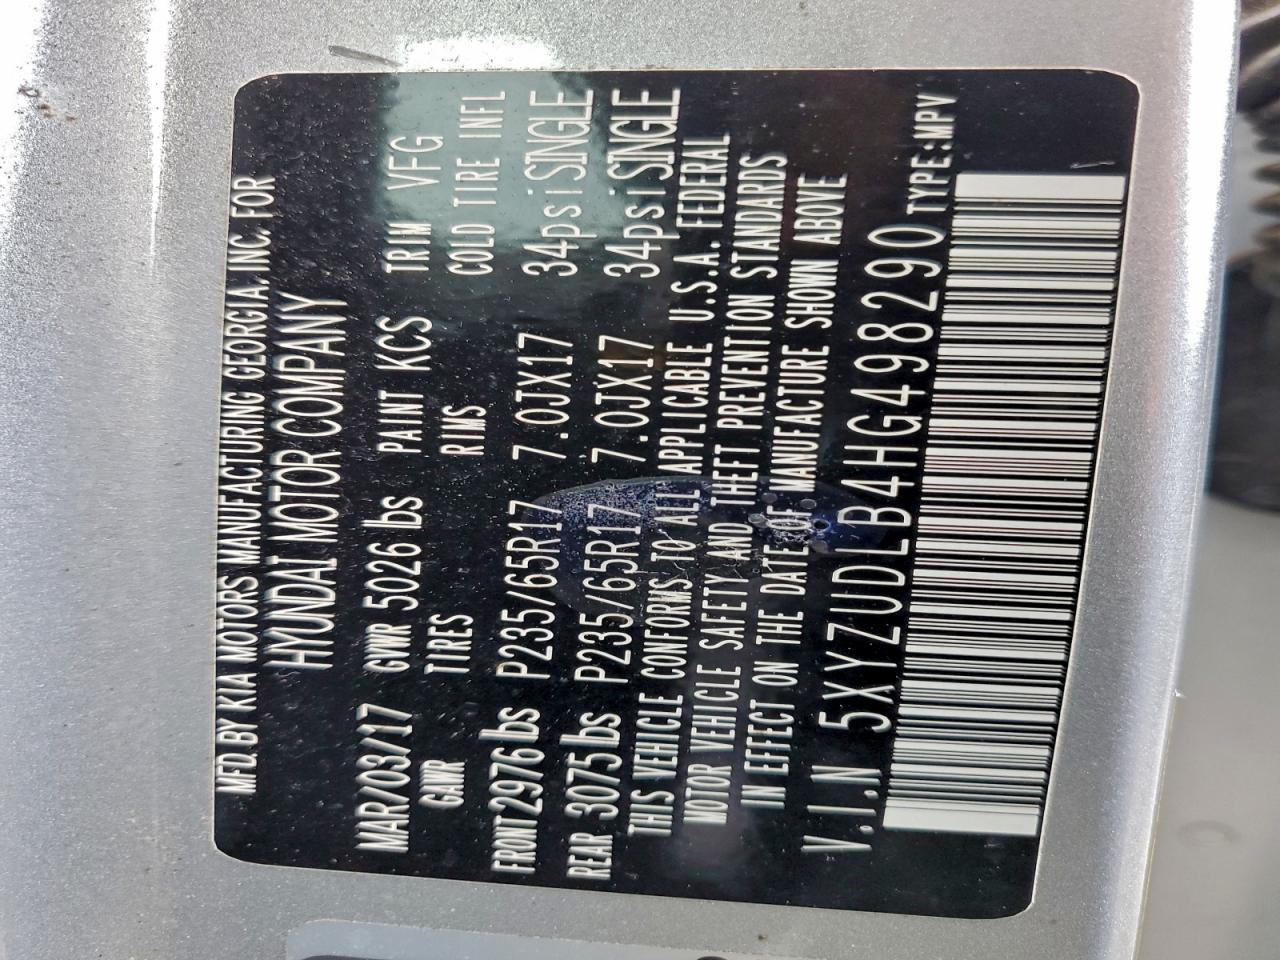 MFD.BY KIA MOTORS MANUFACTURING GEORGIA. INC. FOR
HYUNDAI MOTOR COMPANY
MAR/03/17 GVWR 5026 lbs PAINT KCS TRIM VFG
GAWR TIRES RIMS COLD TIRE INFL
FRONT 2976 lbs P235/65R17 7.0JX17 34psi SINGLE
REAR 3075 lbs P235/65R17 7.0JX17 34psi SINGLE
THIS VEHICLE CONFORMS TO ALL APPLICABLE U.S.A. FEDERAL
MOTOR VEHICLE SAFETY AND THEFT PREVENTION STANDARDS
IN EFFECT ON THE DATE OF MANUFACTURE SHOWN ABOVE
V.I.N 5XYZUDLB4HG498290 TYPE:MPV